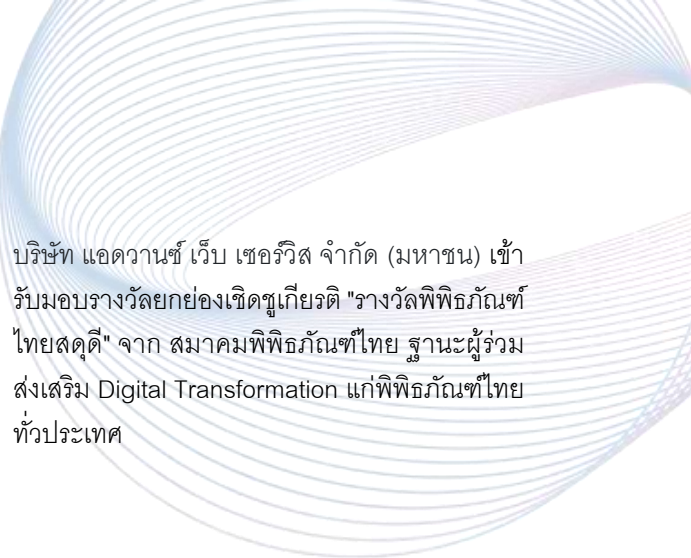 บริษัท แอดวานซ์ เว็บ เซอร์วิส จำกัด (มหาชน) เข้า
รับมอบรางวัลยกย่องเชิดชูเกียรติ "รางวัลพิพิธภัณฑ์
ไทยสดุดี" จาก สมาคมพิพิธภัณฑ์ไทย ฐานะผู้ร่วม
ส่งเสริม Digital Transformation แก่พิพิธภัณฑ์ไทย
ทั่วประเทศ